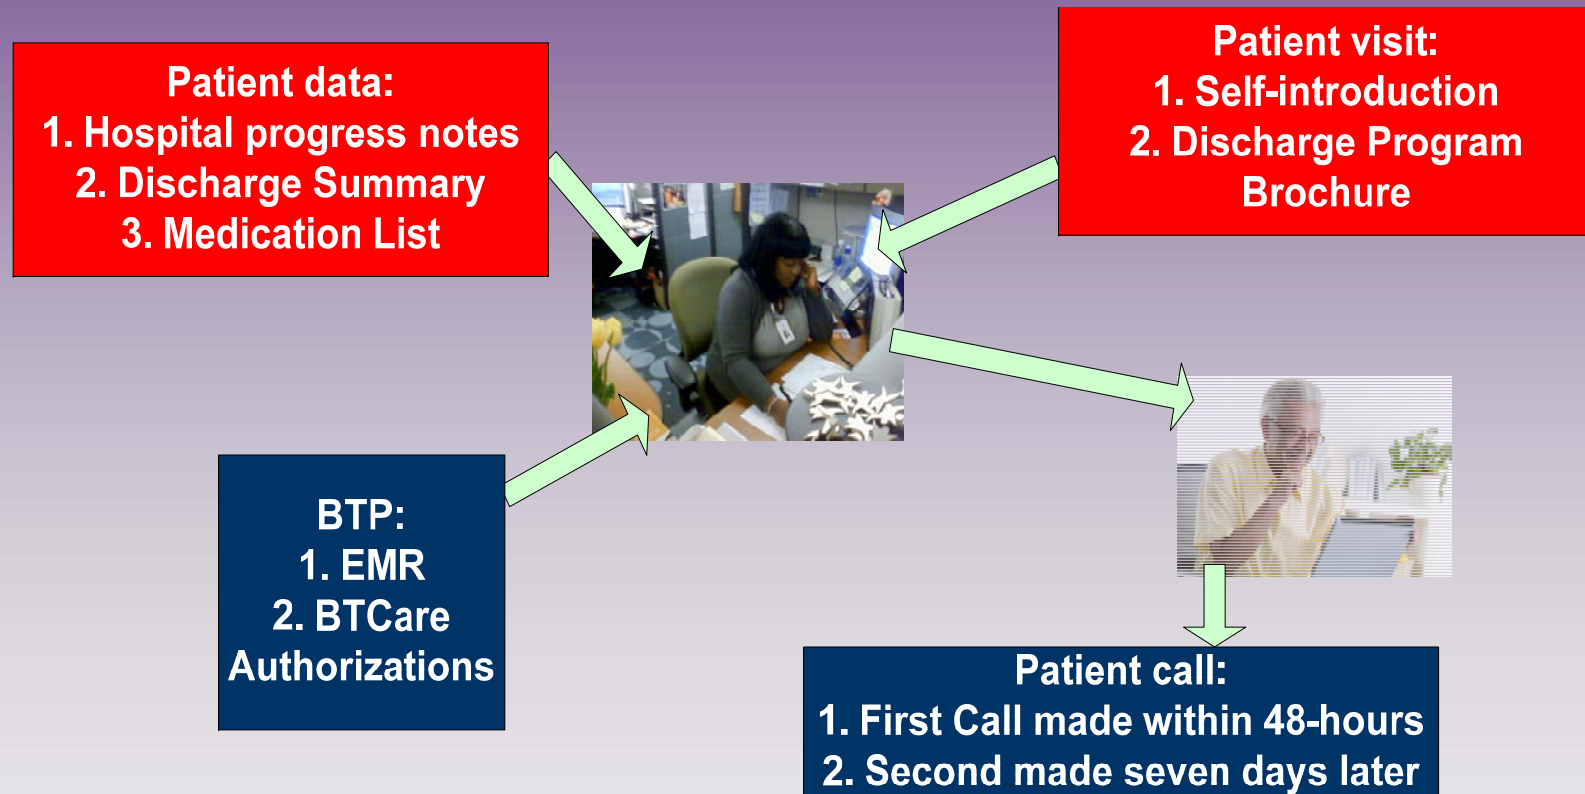 Patient data:
1. Hospital progress notes
2. Discharge Summary
3. Medication List
Patient visit:
1. Self-introduction
2. Discharge Program
Brochure
BTP:
1. EMR
2. BTCare
Authorizations
Patient call:
1. First Call made within 48-hours
2. Second made seven days later